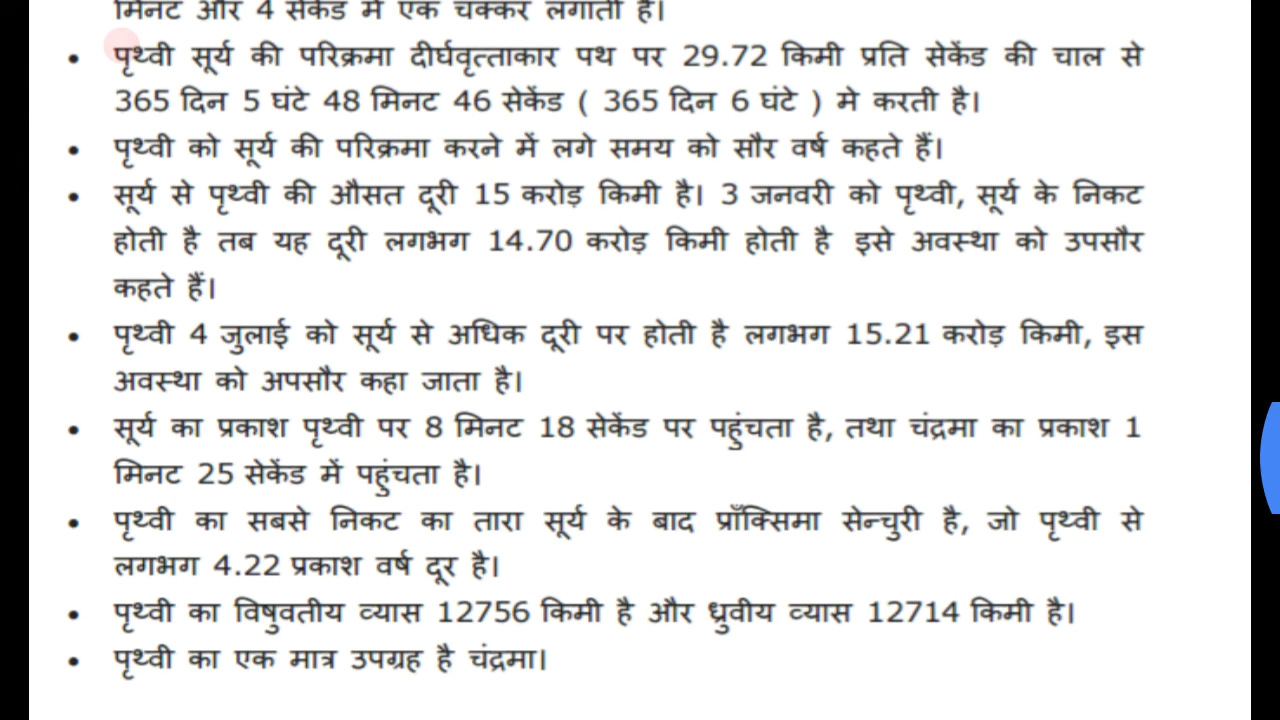 मिनट और 4 सेकेंड में एक चक्कर लगाती है।
• पृथ्वी सूर्य की परिक्रमा दीर्घवृत्ताकार पथ पर 29.72 किमी प्रति सेकेंड की चाल से
365 दिन 5 घंटे 48 मिनट 46 सेकेंड ( 365 दिन 6 घंटे ) मे करती है।
• पृथ्वी को सूर्य की परिक्रमा करने में लगे समय को सौर वर्ष कहते हैं।
• सूर्य से पृथ्वी की औसत दूरी 15 करोड़ किमी है। 3 जनवरी को पृथ्वी, सूर्य के निकट
होती है तब यह दूरी लगभग 14.70 करोड़ किमी होती है इसे अवस्था को उपसौर
कहते हैं।
• पृथ्वी 4 जुलाई को सूर्य से अधिक दूरी पर होती है लगभग 15.21 करोड़ किमी, इस
अवस्था को अपसौर कहा जाता है।
• सूर्य का प्रकाश पृथ्वी पर 8 मिनट 18 सेकेंड पर पहुंचता है, तथा चंद्रमा का प्रकाश 1
मिनट 25 सेकेंड में पहुंचता है।
• पृथ्वी का सबसे निकट का तारा सूर्य के बाद प्रॉक्सिमा सेन्चुरी है, जो पृथ्वी से
लगभग 4.22 प्रकाश वर्ष दूर है।
• पृथ्वी का विषुवतीय व्यास 12756 किमी है और ध्रुवीय व्यास 12714 किमी है।
• पृथ्वी का एक मात्र उपग्रह है चंद्रमा।